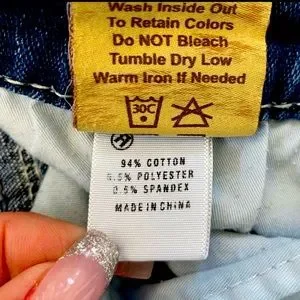 Wash Inside Out
To Retain Colors
Do NOT Bleach
Tumble Dry Low
Warm Iron If Needed
30C
94% COTTON
5.5% POLYESTER
0.5% SPANDEX
MADE IN CHINA